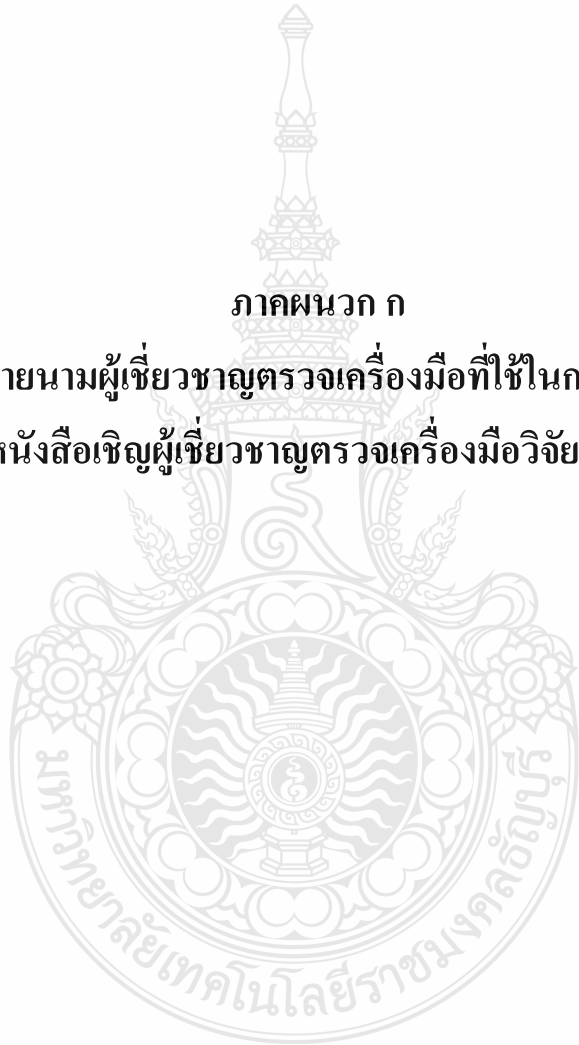 ภาคผนวก ก
ายนามผู้เชี่ยวชาญตรวจเครื่องมือที่ใช้ในก
หนังสือเชิญผู้เชี่ยวชาญตรวจเครื่องมือวิจัย
มหาวิทยาลัยเทคโนโลยีราชมงคลธัญบุรี